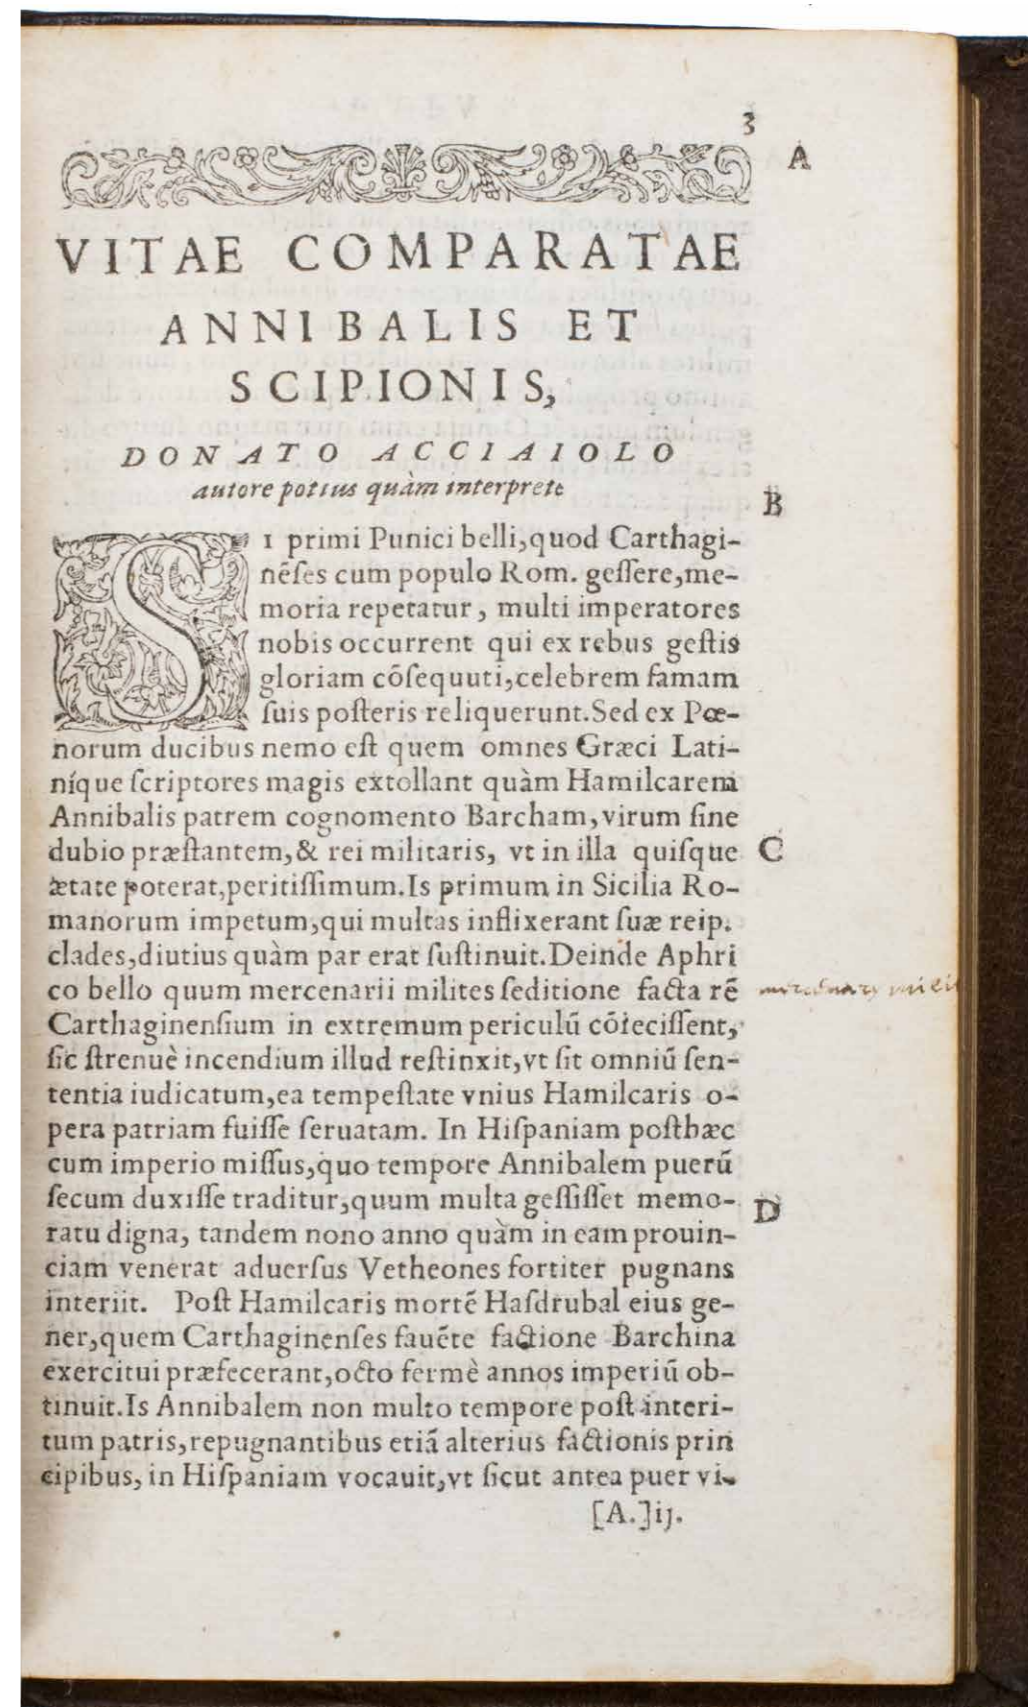 3
A
VITAE COMPARATAE
ANNIBALIS ET
SCIPIONIS,
DONATO ACCIAIOLO
autore potius quàm interprete
B
SI primi Punici belli,quod Carthagi-
nẽſes cum populo Rom. geſſere,me-
moria repetatur, multi imperatores
nobis occurrent qui ex rebus geſtis
gloriam cõſequuti,celebrem famam
ſuis poſteris reliquerunt.Sed ex Pœ-
norum ducibus nemo eſt quem omnes Græci Lati-
níque ſcriptores magis extollant quàm Hamilcarem
Annibalis patrem cognomento Barcham,virum ſine
dubio præſtantem,& rei militaris, vt in illa quiſque C
ætate poterat,peritiſſimum.Is primum in Sicilia Ro-
manorum impetum,qui multas inflixerant ſuæ reip.
clades,diutius quàm par erat ſuſtinuit.Deinde Aphri
co bello quum mercenarii milites ſeditione facta rẽ
Carthaginenſium in extremum periculũ cõieciſſent,
ſic ſtrenuè incendium illud reſtinxit,vt ſit omniũ ſen-
tentia iudicatum,ea tempeſtate vnius Hamilcaris o-
pera patriam fuiſſe ſeruatam. In Hiſpaniam poſthæc
cum imperio miſſus,quo tempore Annibalem puerũ
ſecum duxiſſe traditur,quum multa geſſiſſet memo- D
ratu digna, tandem nono anno quàm in eam prouin-
ciam venerat aduerſus Vetheones fortiter pugnans
interiit. Poſt Hamilcaris mortẽ Haſdrubal eius ge-
ner,quem Carthaginenſes fauẽte factione Barchina
exercitui præfecerant,octo fermè annos imperiũ ob-
tinuit.Is Annibalem non multo tempore poſt interi-
tum patris,repugnantibus etiã alterius factionis prin
cipibus, in Hiſpaniam vocauit,vt ſicut antea puer vi-
[A.]ij.